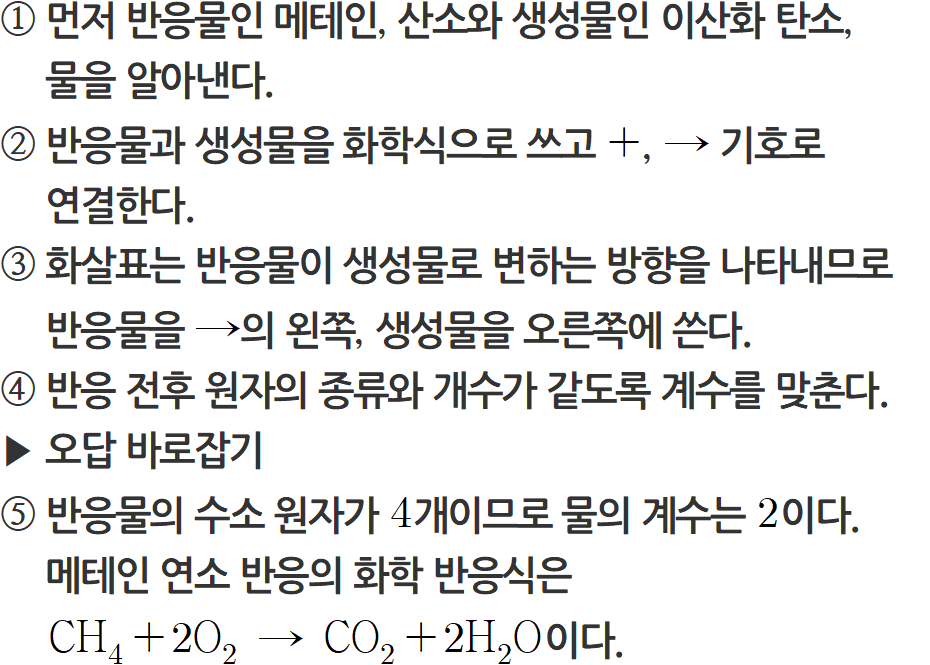 ① 먼저 반응물인 메테인, 산소와 생성물인 이산화 탄소,
물을 알아낸다.
② 반응물과 생성물을 화학식으로 쓰고 +, → 기호로
연결한다.
③ 화살표는 반응물이 생성물로 변하는 방향을 나타내므로
반응물을 →의 왼쪽, 생성물을 오른쪽에 쓴다.
④ 반응 전후 원자의 종류와 개수가 같도록 계수를 맞춘다.
▶ 오답 바로잡기
⑤ 반응물의 수소 원자가 4개이므로 물의 계수는 2이다.
메테인 연소 반응의 화학 반응식은
CH₄+2O₂ → CO₂+2H₂O이다.